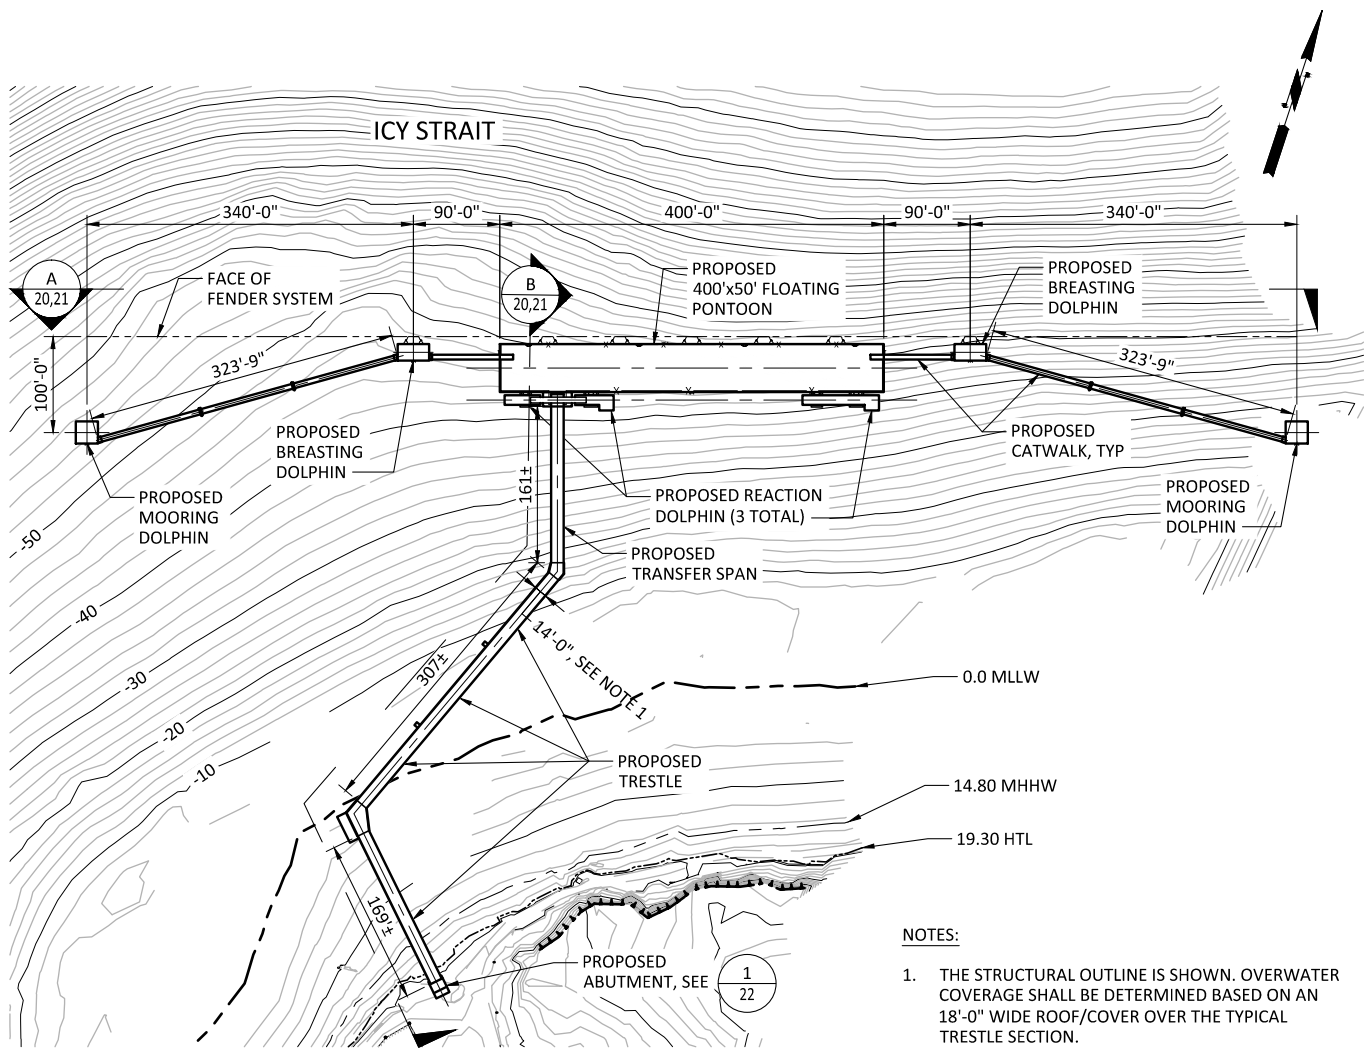 ICY STRAIT
340'-0"
90'-0"
400'-0"
90'-0"
340'-0"
A
20,21
FACE OF
FENDER SYSTEM
B
20,21
PROPOSED
400'x50' FLOATING
PONTOON
PROPOSED
BREASTING
DOLPHIN
100'-0"
323'-9"
323'-9"
PROPOSED
BREASTING
DOLPHIN
PROPOSED
CATWALK, TYP
PROPOSED
MOORING
DOLPHIN
161±
PROPOSED REACTION
DOLPHIN (3 TOTAL)
PROPOSED
MOORING
DOLPHIN
PROPOSED
TRANSFER SPAN
-50
-40
-30
-20
-10
307±
14'-0", SEE NOTE 1
0.0 MLLW
PROPOSED
TRESTLE
14.80 MHHW
19.30 HTL
169'±
PROPOSED
ABUTMENT, SEE
1
22
NOTES:
1. THE STRUCTURAL OUTLINE IS SHOWN. OVERWATER
COVERAGE SHALL BE DETERMINED BASED ON AN
18'-0" WIDE ROOF/COVER OVER THE TYPICAL
TRESTLE SECTION.